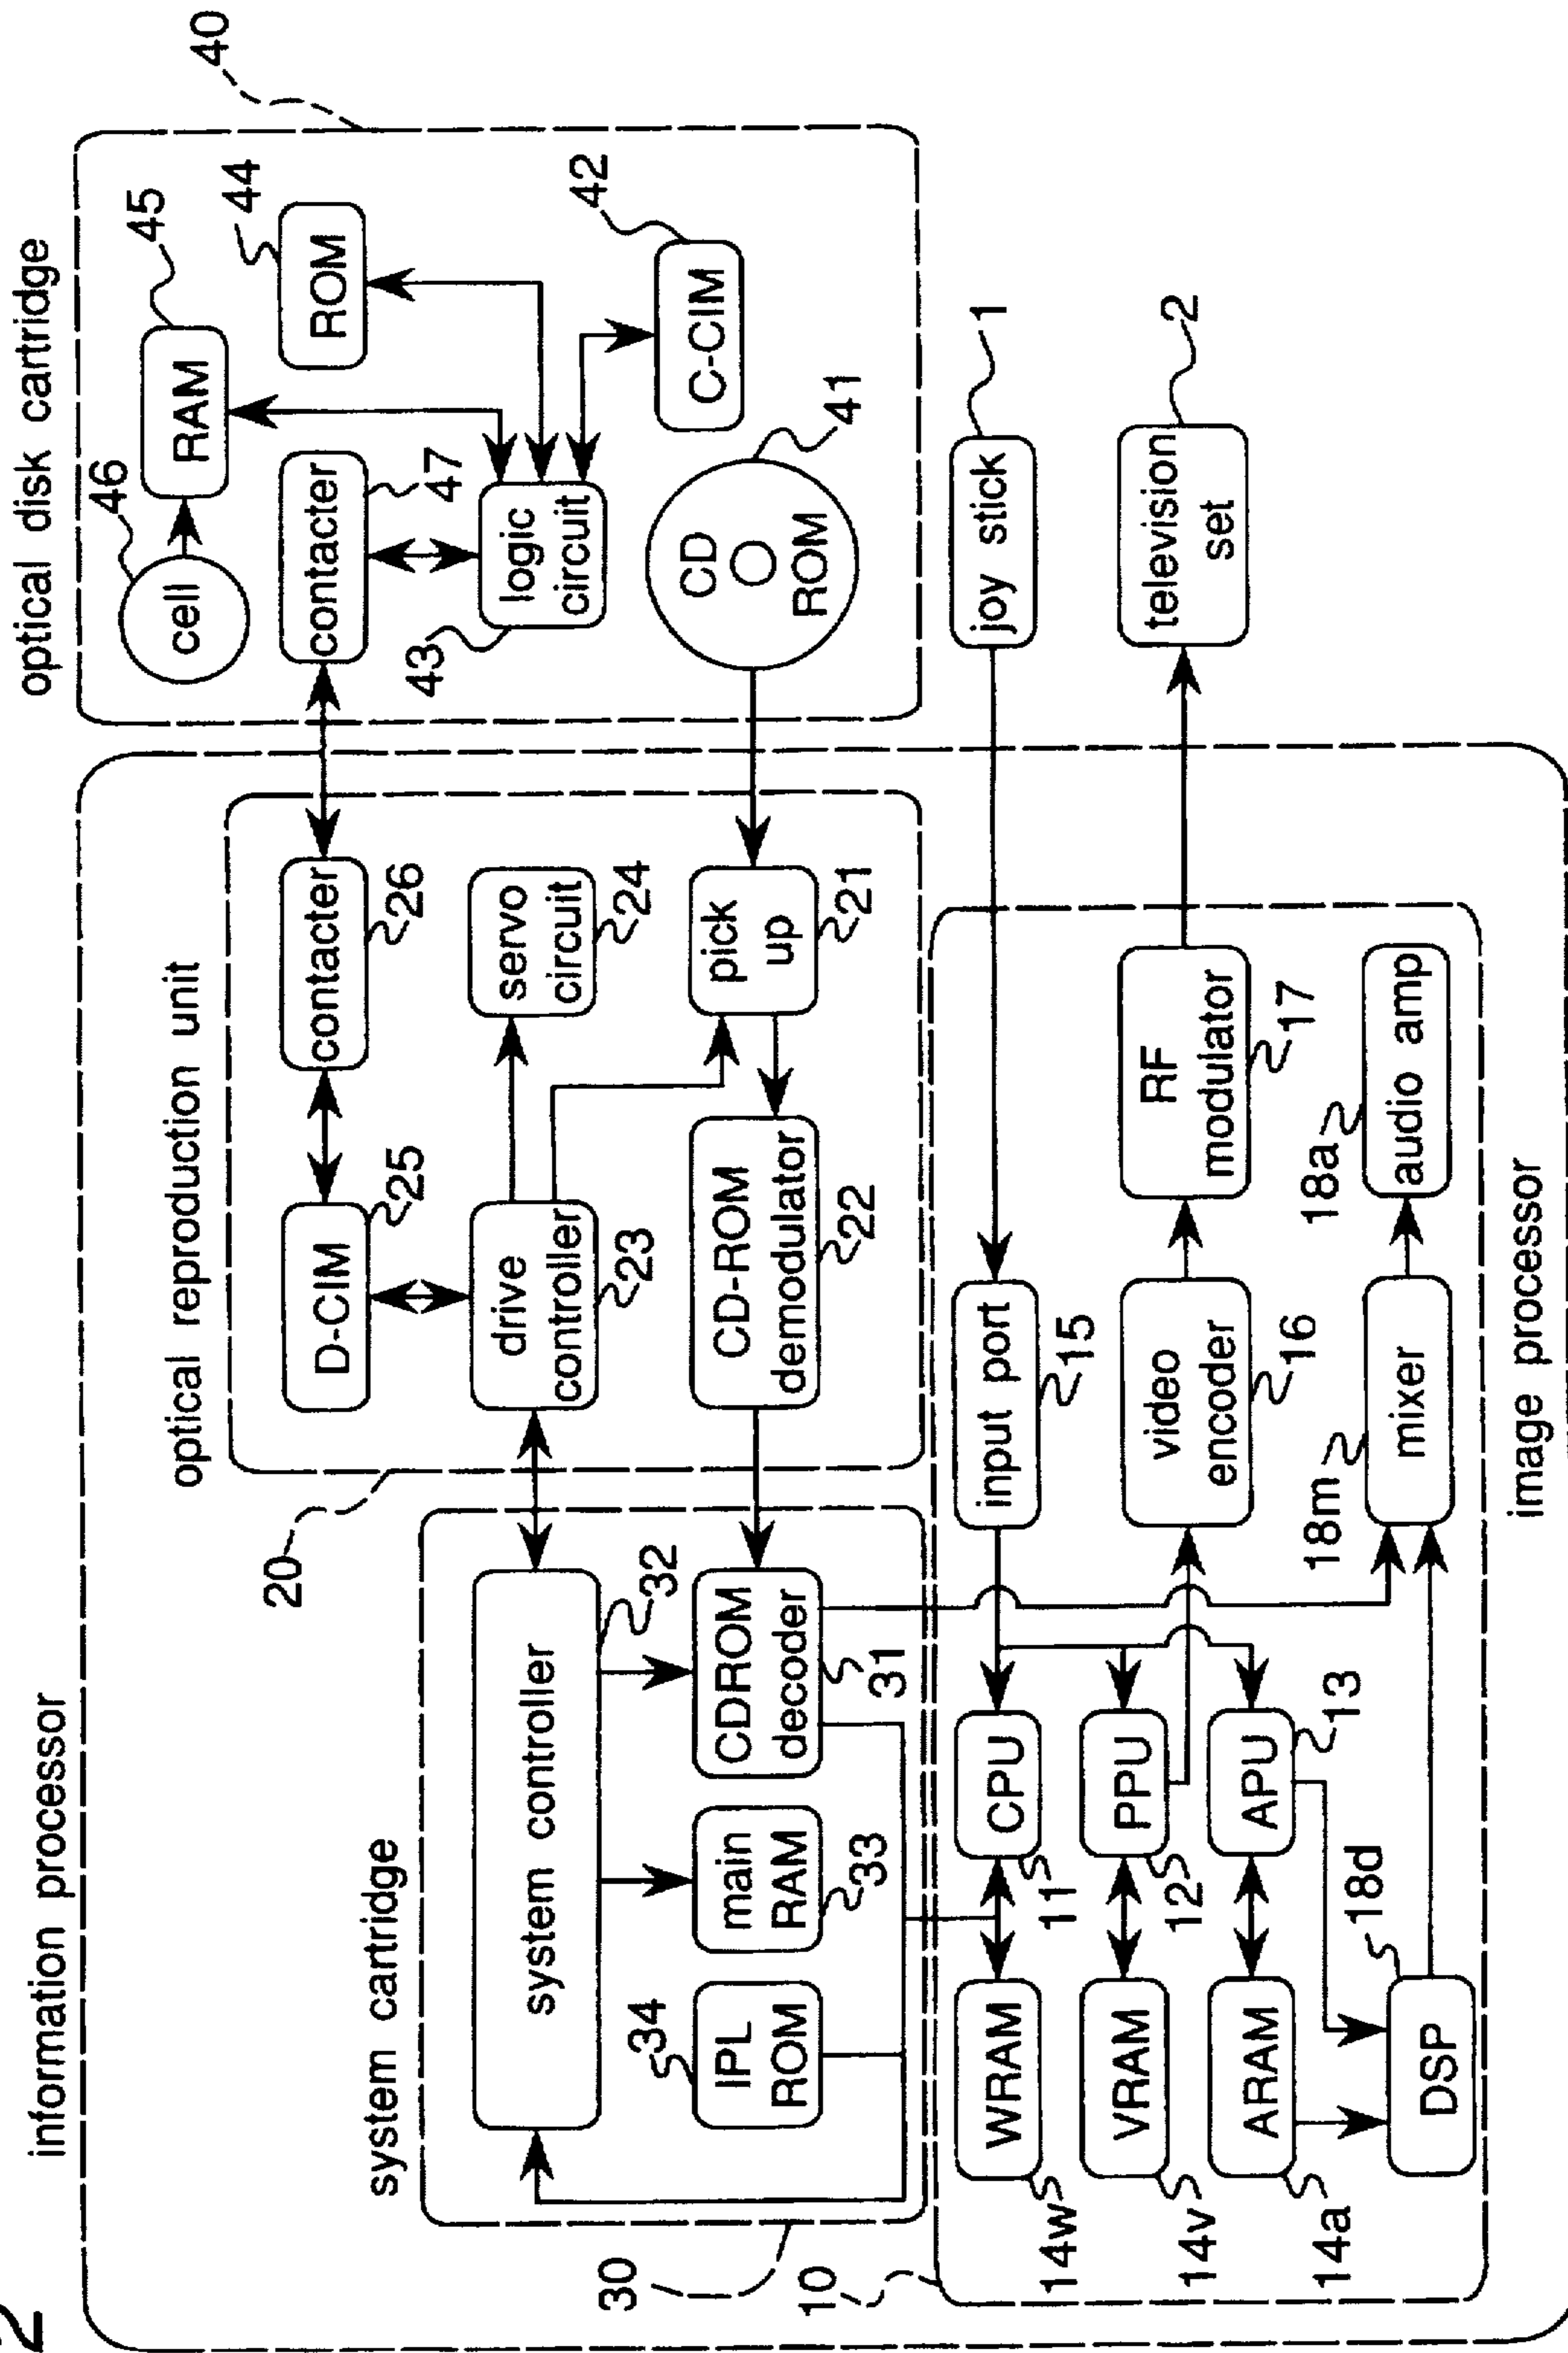 2
information processor
optical reproduction unit
optical disk cartridge
system cartridge
20
40
system controller
32
IPL
ROM
34
main
RAM
33
CDROM
decoder
31
30
D-CIM
25
contacter
26
drive
controller
23
servo
circuit
24
CD-ROM
demodulator
22
pick
up
21
cell
46
RAM
45
ROM
44
contacter
47
logic
circuit
43
C-CIM
42
CD
ROM
41
joy stick
1
television
set
2
10
WRAM
14w
CPU
11
VRAM
14v
PPU
12
ARAM
14a
APU
13
DSP
18d
input port
15
video
encoder
16
RF
modulator
17
mixer
18m
audio amp
18a
image processor